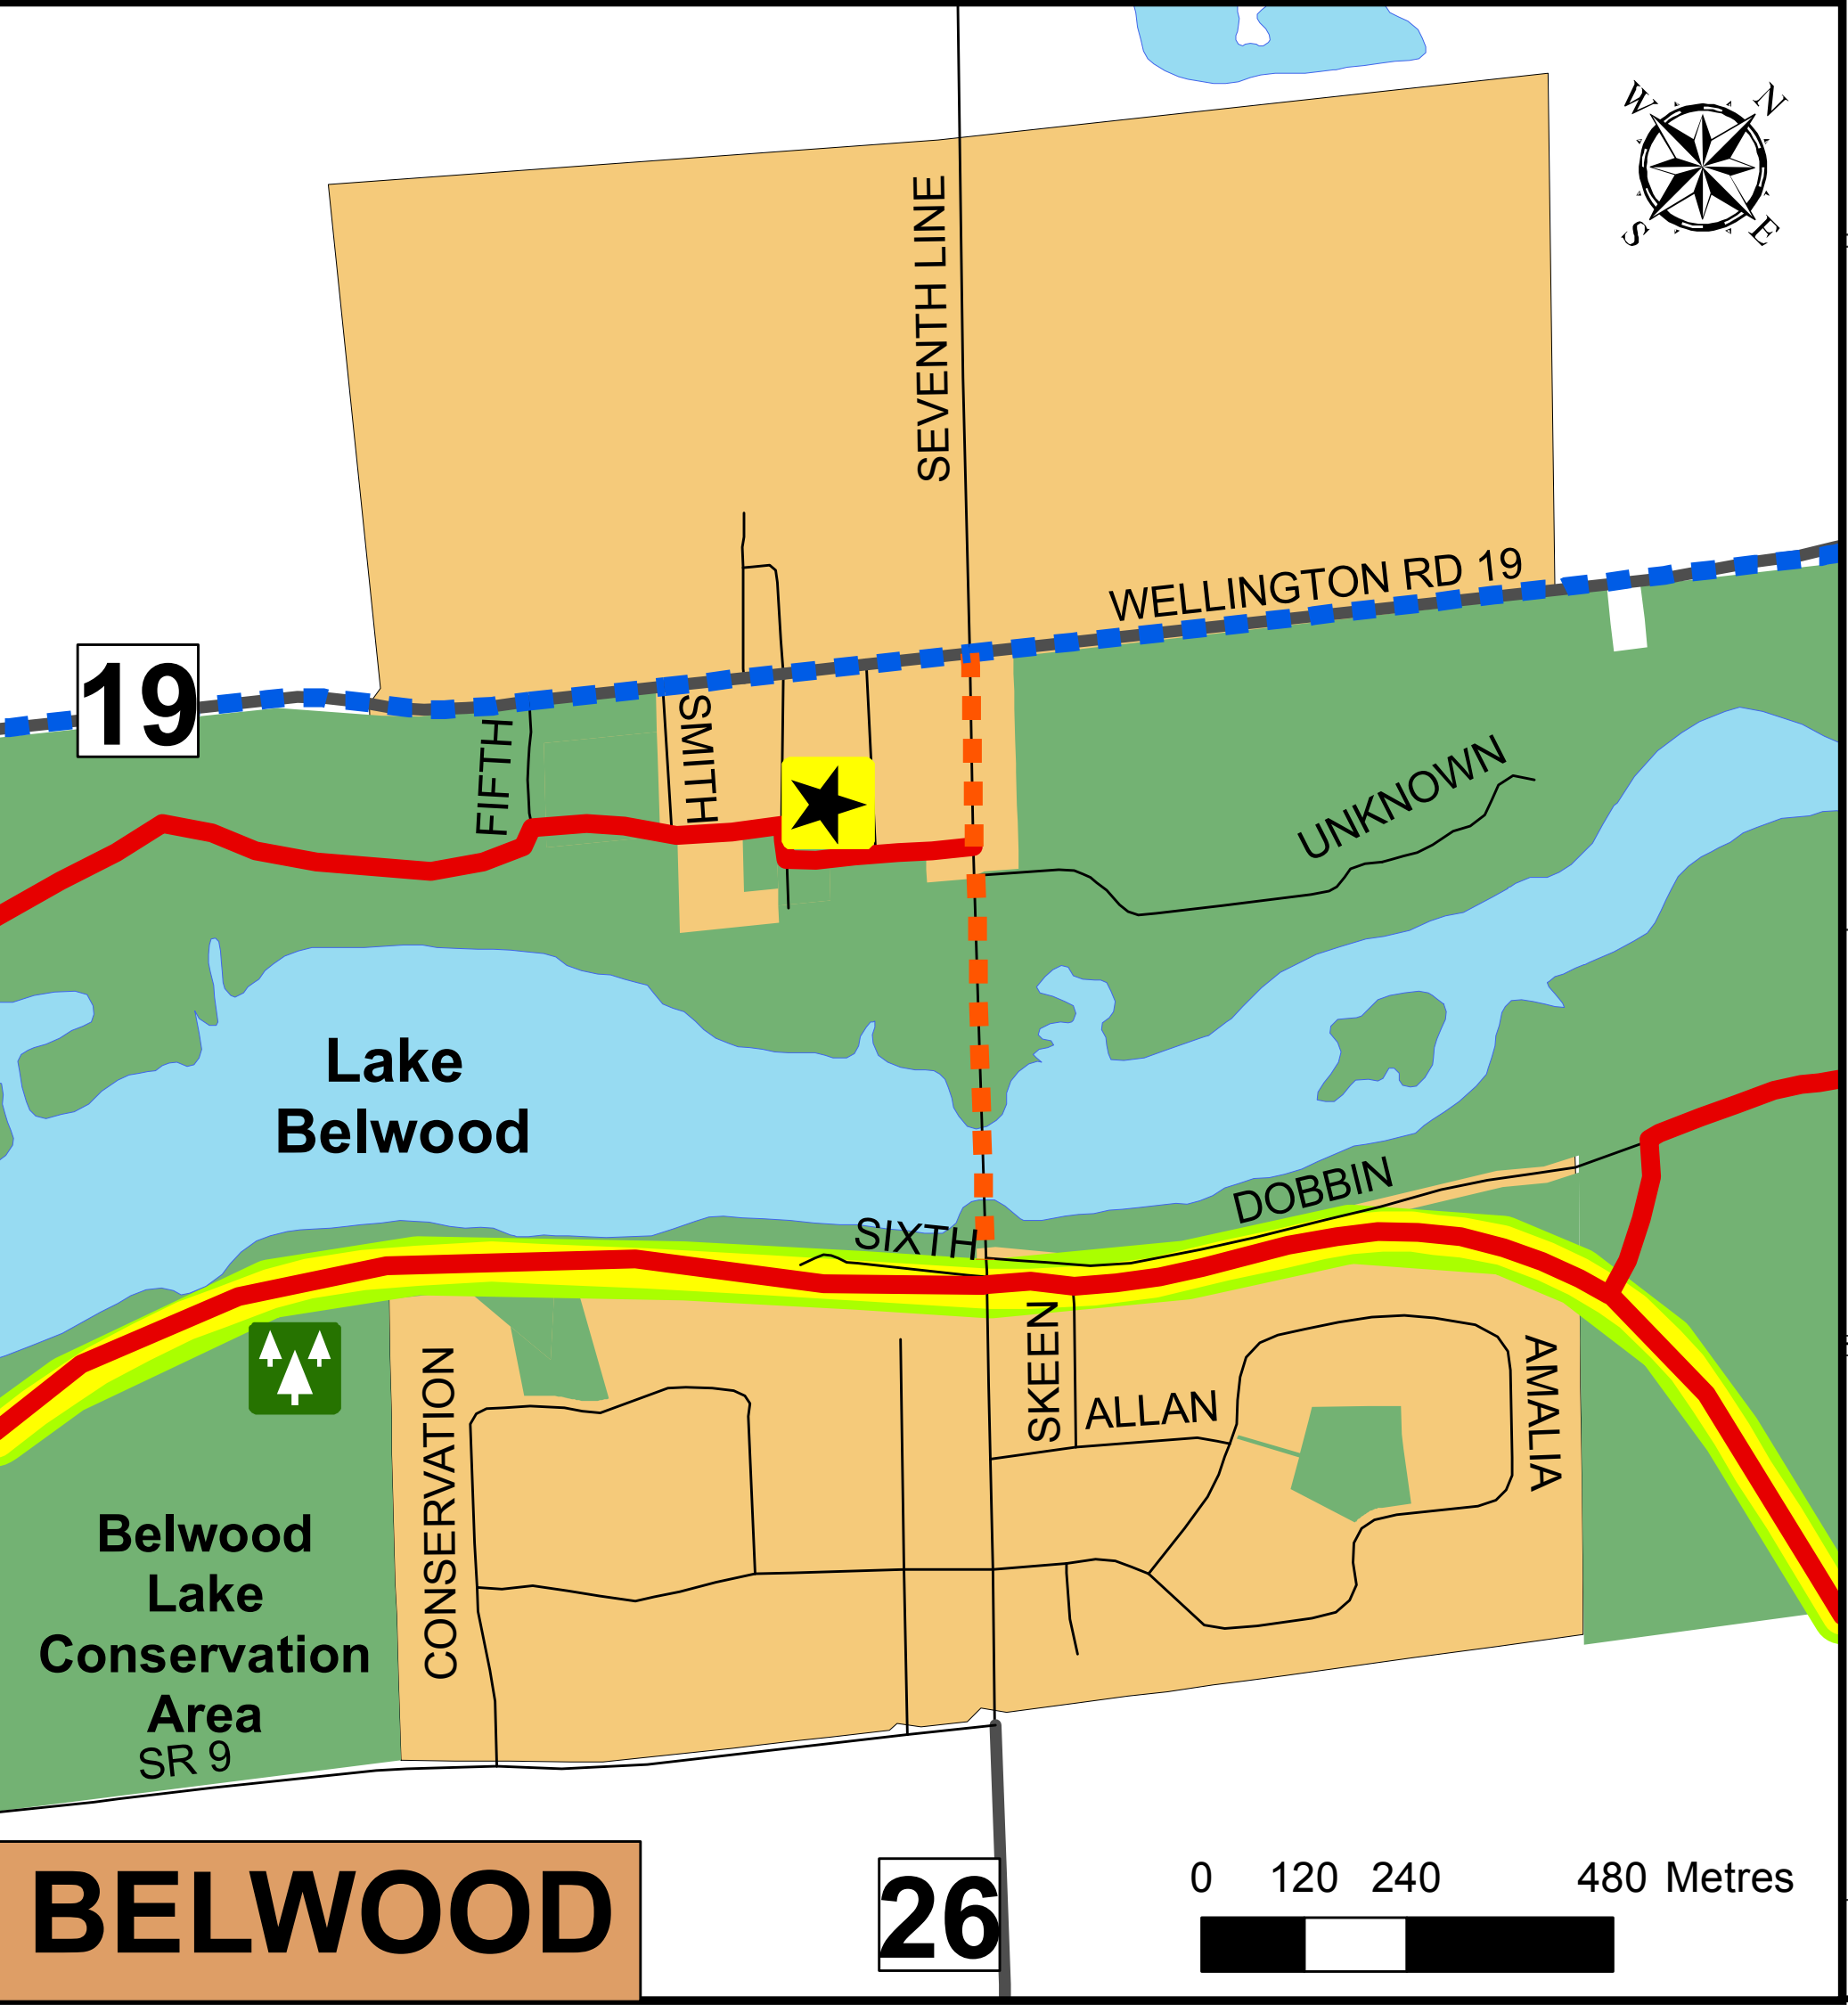 W
N
S
E
SEVENTH LINE
WELLINGTON RD 19
19
FIFTH
SMITH
UNKNOWN
Lake
Belwood
DOBBIN
SIXTH
CONSERVATION
SKEEN
ALLAN
AMALIA
Belwood
Lake
Conservation
Area
SR 9
BELWOOD
26
0 120 240 480 Metres